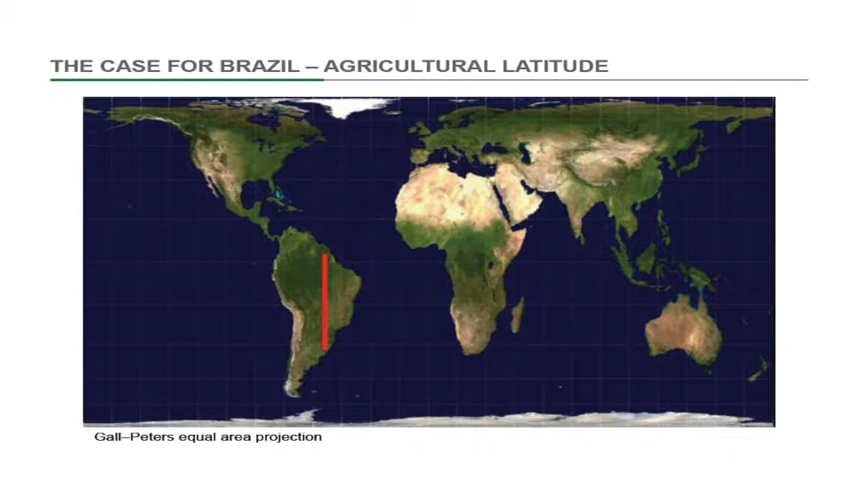 THE CASE FOR BRAZIL – AGRICULTURAL LATITUDE
Gall–Peters equal area projection